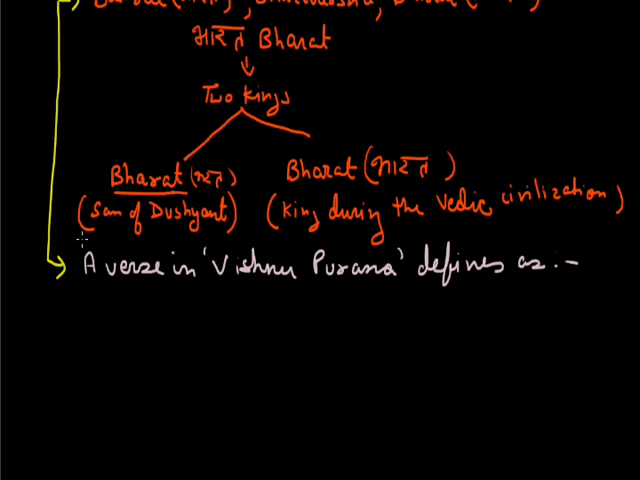 भारत Bharat
Two Kings
Bharat (भरत) Bharat (भारत)
(Son of Dushyant) (King during the Vedic civilization)
A verse in 'Vishnu Purana' defines as :-